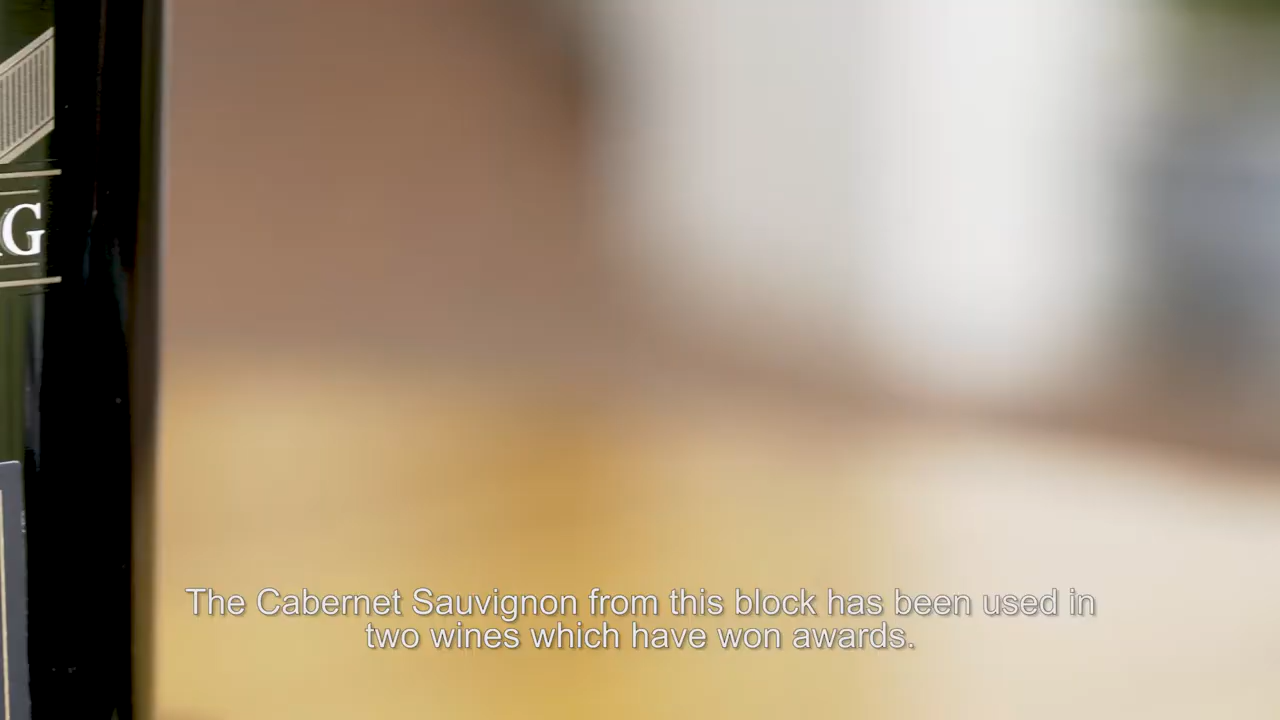 G
The Cabernet Sauvignon from this block has been used in
two wines which have won awards.